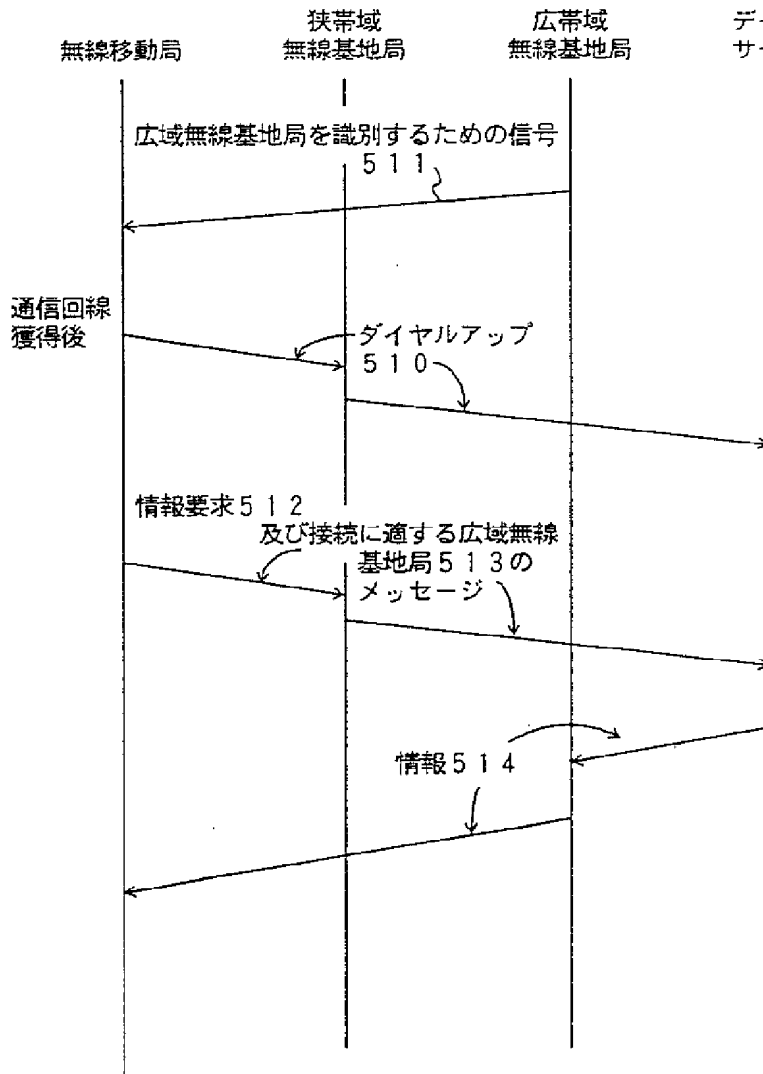 無線移動局
狭帯域
無線基地局
広帯域
無線基地局
広域無線基地局を識別するための信号
511
通信回線
獲得後
ダイヤルアップ
510
情報要求512
及び接続に適する広域無線
基地局513の
メッセージ
情報514